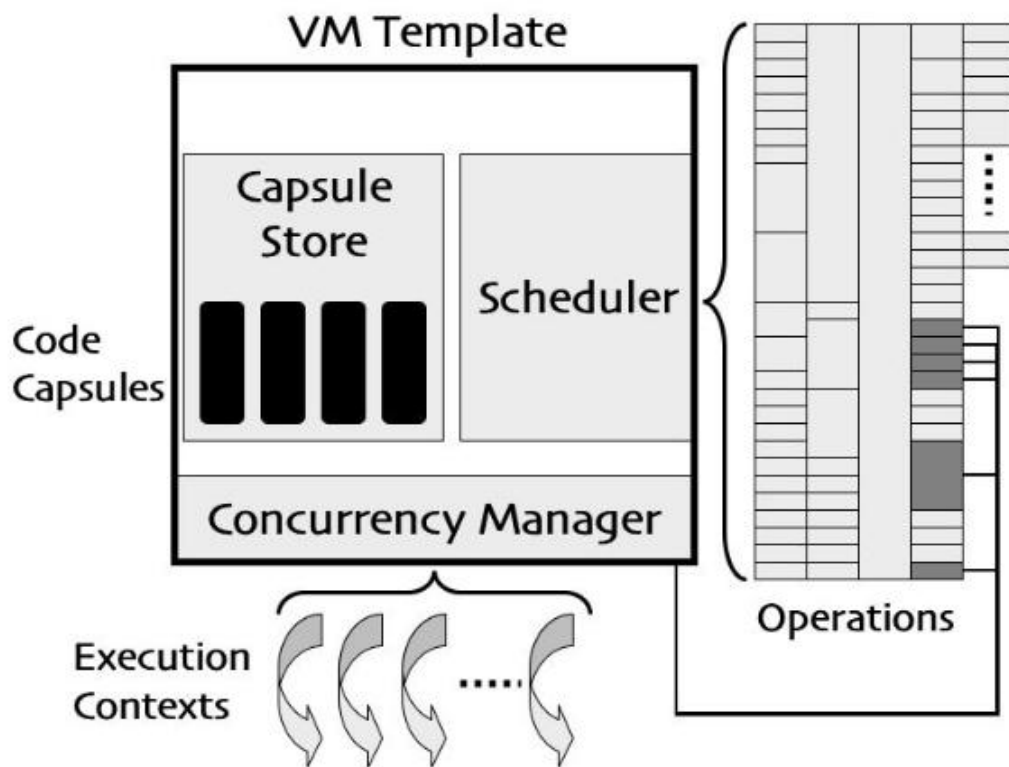 VM Template
Capsule
Store
Scheduler
Code
Capsules
Concurrency Manager
Operations
Execution
Contexts